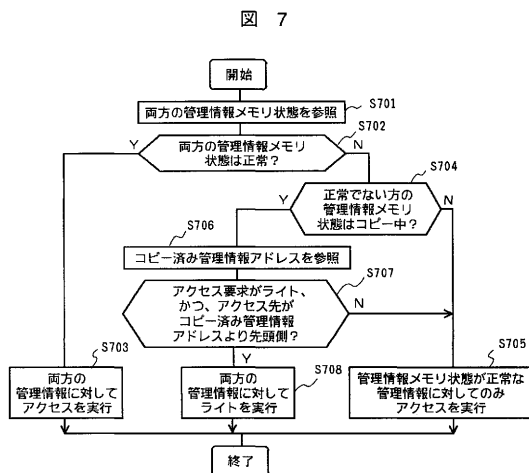 図 7
開始
S701
両方の管理情報メモリ状態を参照
S702
両方の管理情報メモリ
状態は正常?
Y
N
S704
正常でない方の
管理情報メモリ
状態はコピー中?
Y
N
S706
コピー済み管理情報アドレスを参照
S707
アクセス要求がライト、
かつ、アクセス先が
コピー済み管理情報
アドレスより先頭側?
N
Y
S703
両方の
管理情報に対して
アクセスを実行
S708
両方の
管理情報に対して
ライトを実行
S705
管理情報メモリ状態が正常な
管理情報に対してのみ
アクセスを実行
終了